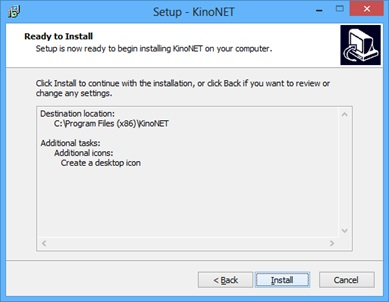 Setup - KinoNET
Ready to Install
Setup is now ready to begin installing KinoNET on your computer.
Click Install to continue with the installation, or click Back if you want to review or
change any settings.
Destination location:
C:\Program Files (x86)\KinoNET
Additional tasks:
Additional icons:
Create a desktop icon
< Back
Install
Cancel